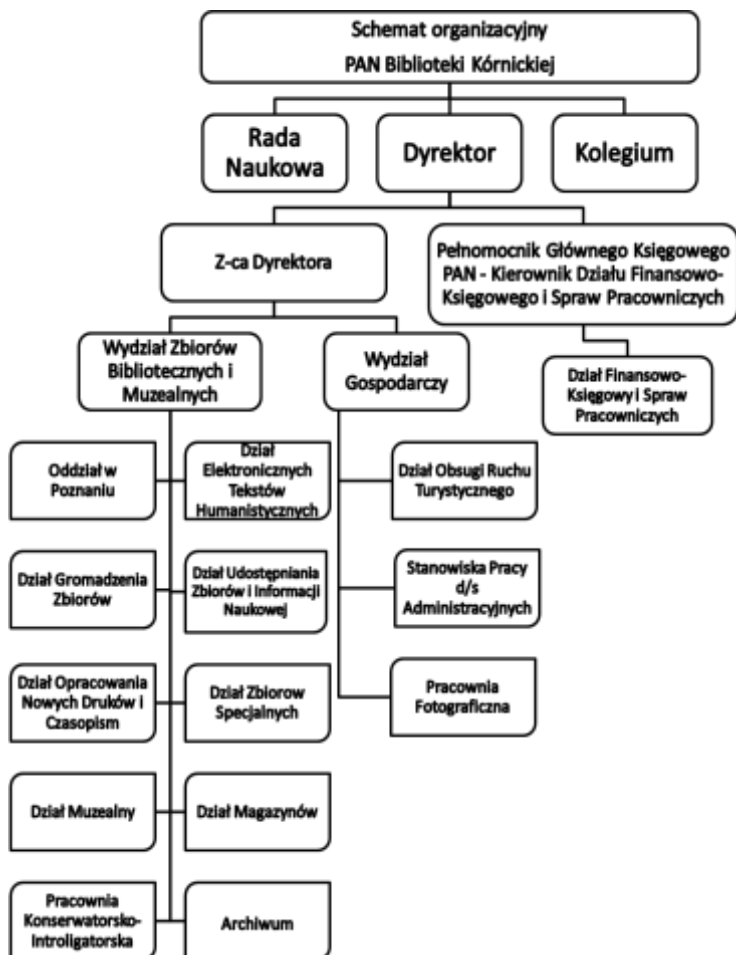 Schemat organizacyjny
PAN Biblioteki Kórnickiej
Rada
Naukowa
Dyrektor
Kolegium
Z-ca Dyrektora
Pełnomocnik Głównego Księgowego
PAN - Kierownik Działu Finansowo-
Księgowego i Spraw Pracowniczych
Wydział Zbiorów
Bibliotecznych i
Muzealnych
Wydział
Gospodarczy
Dział Finansowo-
Księgowy i Spraw
Pracowniczych
Oddział w
Poznaniu
Dział
Elektronicznych
Tekstów
Humanistycznych
Dział Obsugi Ruchu
Turystycznego
Dział Gromadzenia
Zbiorów
Dział Udostępniania
Zbiorów i Informacji
Naukowej
Stanowiska Pracy
d/s
Administracyjnych
Dział Opracowania
Nowych Druków i
Czasopism
Dział Zbiorow
Specjalnych
Pracownia
Fotograficzna
Dział Muzealny
Dział Magazynów
Pracownia
Konserwatorsko-
Introligatorska
Archiwum